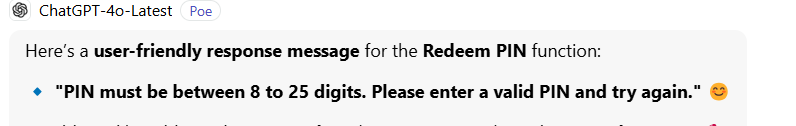 ChatGPT-4o-Latest Poe
Here's a user-friendly response message for the Redeem PIN function:
"PIN must be between 8 to 25 digits. Please enter a valid PIN and try again." 😊